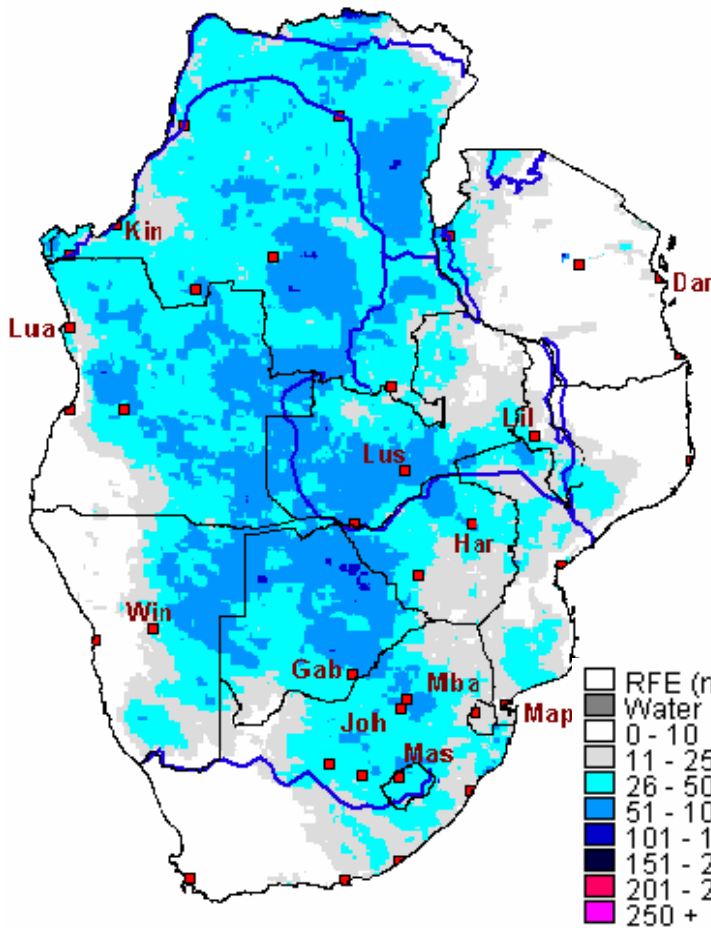 Kin
Dar
Lua
Lil
Lus
Har
Win
Gab
Mba
Map
Joh
Mas
RFE (n
Water
0 - 10
11 - 25
26 - 50
51 - 10
101 - 1
151 - 2
201 - 2
250 +